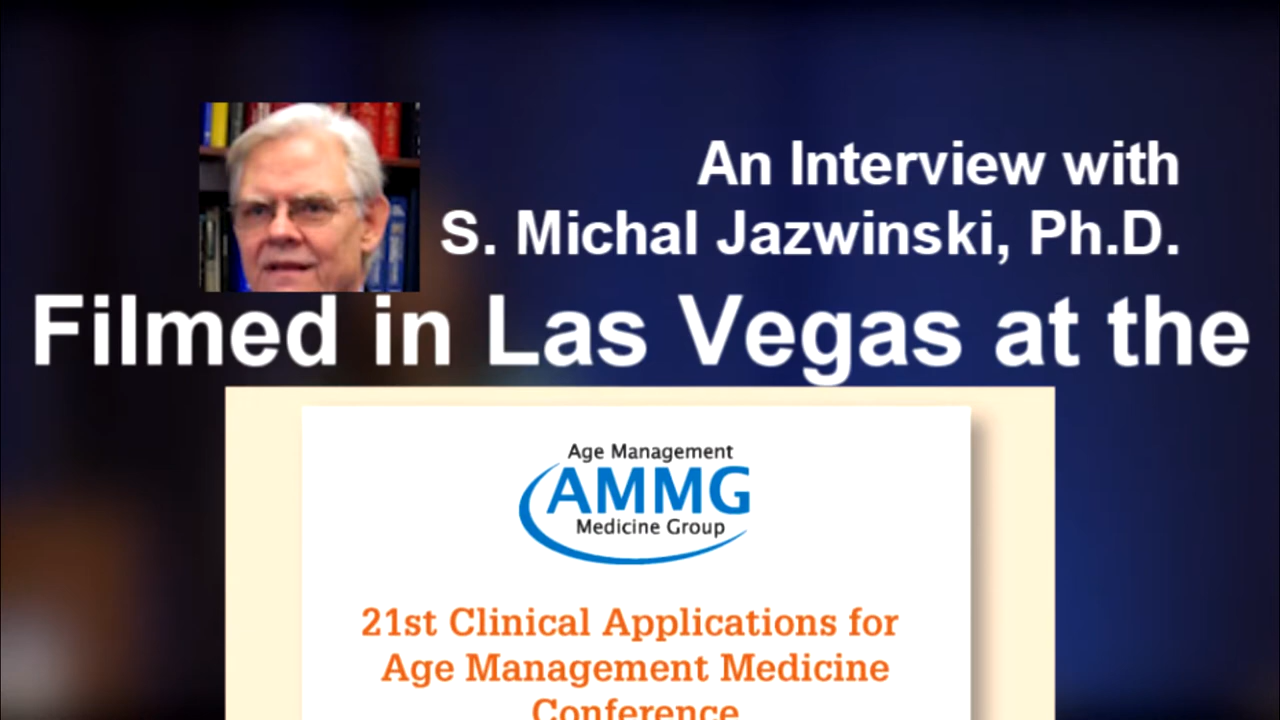 An Interview with
S. Michal Jazwinski, Ph.D.
Filmed in Las Vegas at the
Age Management
AMMG
Medicine Group
21st Clinical Applications for
Age Management Medicine
Conference